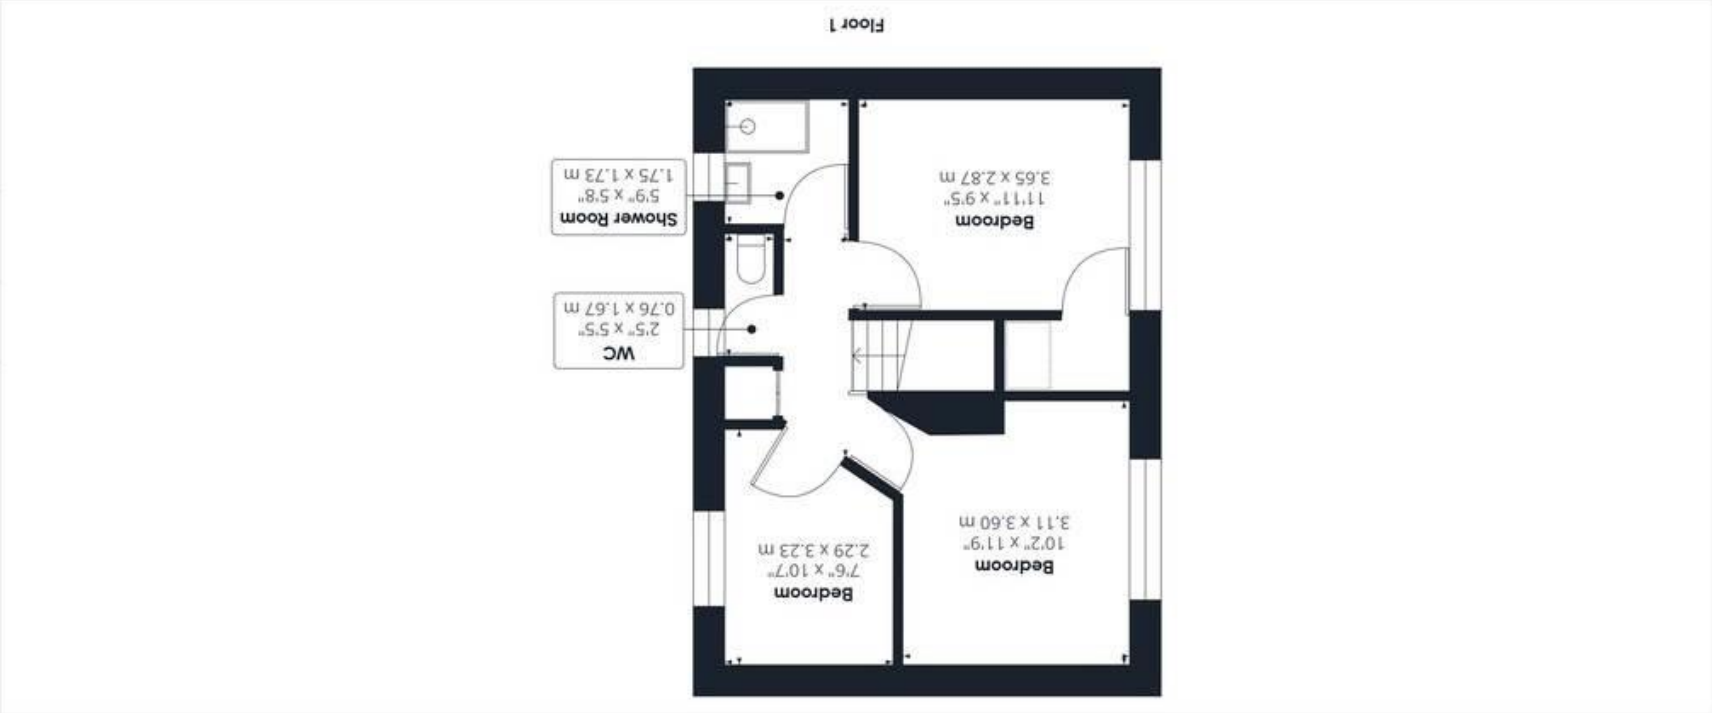 Bedroom
7'6" x 10'7"
2.29 x 3.23 m
Bedroom
10'2" x 11'9"
3.11 x 3.60 m
WC
2'5" x 5'5"
0.76 x 1.67 m
Shower Room
5'9" x 5'8"
1.75 x 1.73 m
Bedroom
11'11" x 9'5"
3.65 x 2.87 m
Floor 1